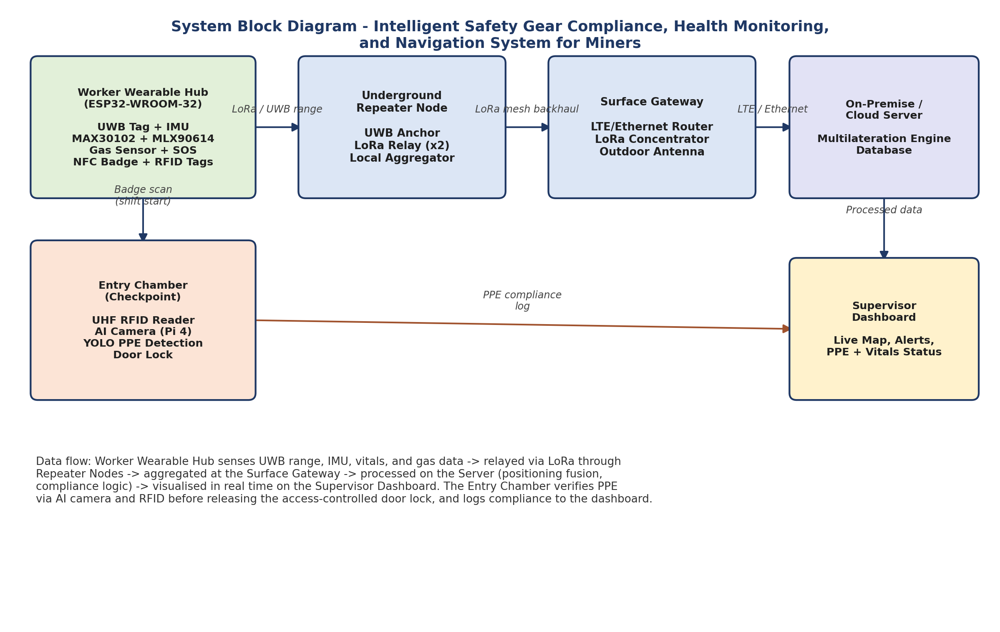 System Block Diagram - Intelligent Safety Gear Compliance, Health Monitoring,
and Navigation System for Miners
Worker Wearable Hub
(ESP32-WROOM-32)
UWB Tag + IMU
MAX30102 + MLX90614
Gas Sensor + SOS
NFC Badge + RFID Tags
LoRa / UWB range
Underground
Repeater Node
UWB Anchor
LoRa Relay (x2)
Local Aggregator
LoRa mesh backhaul
Surface Gateway
LTE/Ethernet Router
LoRa Concentrator
Outdoor Antenna
LTE / Ethernet
On-Premise /
Cloud Server
Multilateration Engine
Database
Badge scan
(shift start)
Processed data
Entry Chamber
(Checkpoint)
UHF RFID Reader
AI Camera (Pi 4)
YOLO PPE Detection
Door Lock
PPE compliance
log
Supervisor
Dashboard
Live Map, Alerts,
PPE + Vitals Status
Data flow: Worker Wearable Hub senses UWB range, IMU, vitals, and gas data -> relayed via LoRa through
Repeater Nodes -> aggregated at the Surface Gateway -> processed on the Server (positioning fusion,
compliance logic) -> visualised in real time on the Supervisor Dashboard. The Entry Chamber verifies PPE
via AI camera and RFID before releasing the access-controlled door lock, and logs compliance to the dashboard.